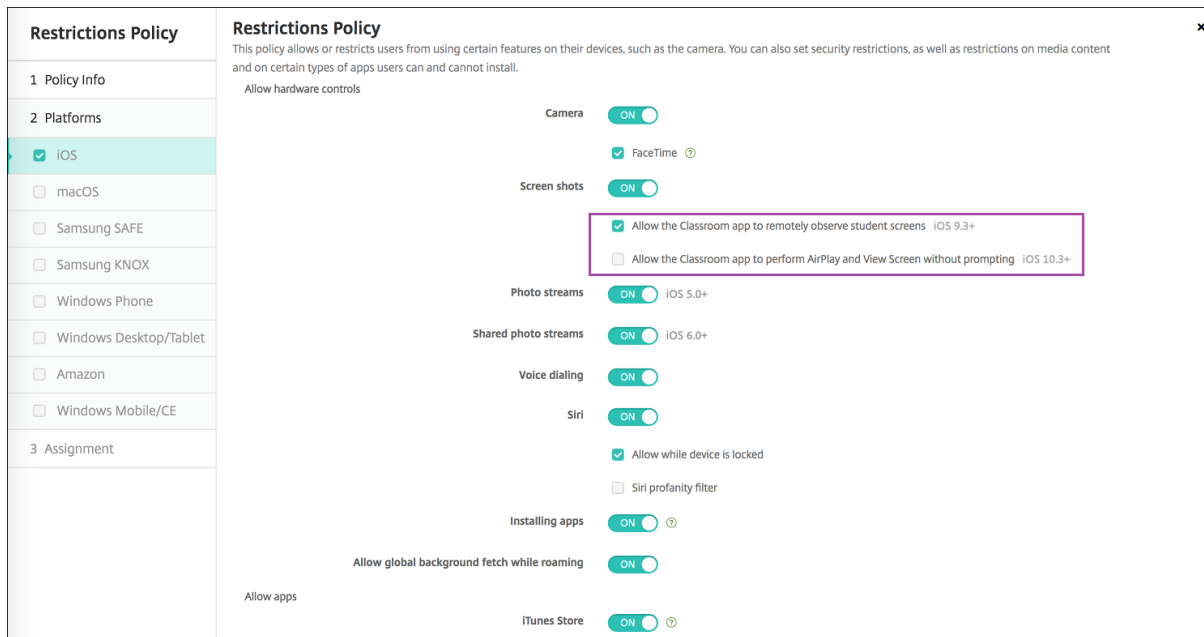 Restrictions Policy
1 Policy Info
2 Platforms
iOS
macOS
Samsung SAFE
Samsung KNOX
Windows Phone
Windows Desktop/Tablet
Amazon
Windows Mobile/CE
3 Assignment
Restrictions Policy
This policy allows or restricts users from using certain features on their devices, such as the camera. You can also set security restrictions, as well as restrictions on media content
and on certain types of apps users can and cannot install.
Allow hardware controls
Camera ON
FaceTime ?
Screen shots ON
Allow the Classroom app to remotely observe student screens iOS 9.3+
Allow the Classroom app to perform AirPlay and View Screen without prompting iOS 10.3+
Photo streams ON iOS 5.0+
Shared photo streams ON iOS 6.0+
Voice dialing ON
Siri ON
Allow while device is locked
Siri profanity filter
Installing apps ON ?
Allow global background fetch while roaming ON
Allow apps
iTunes Store ON ?